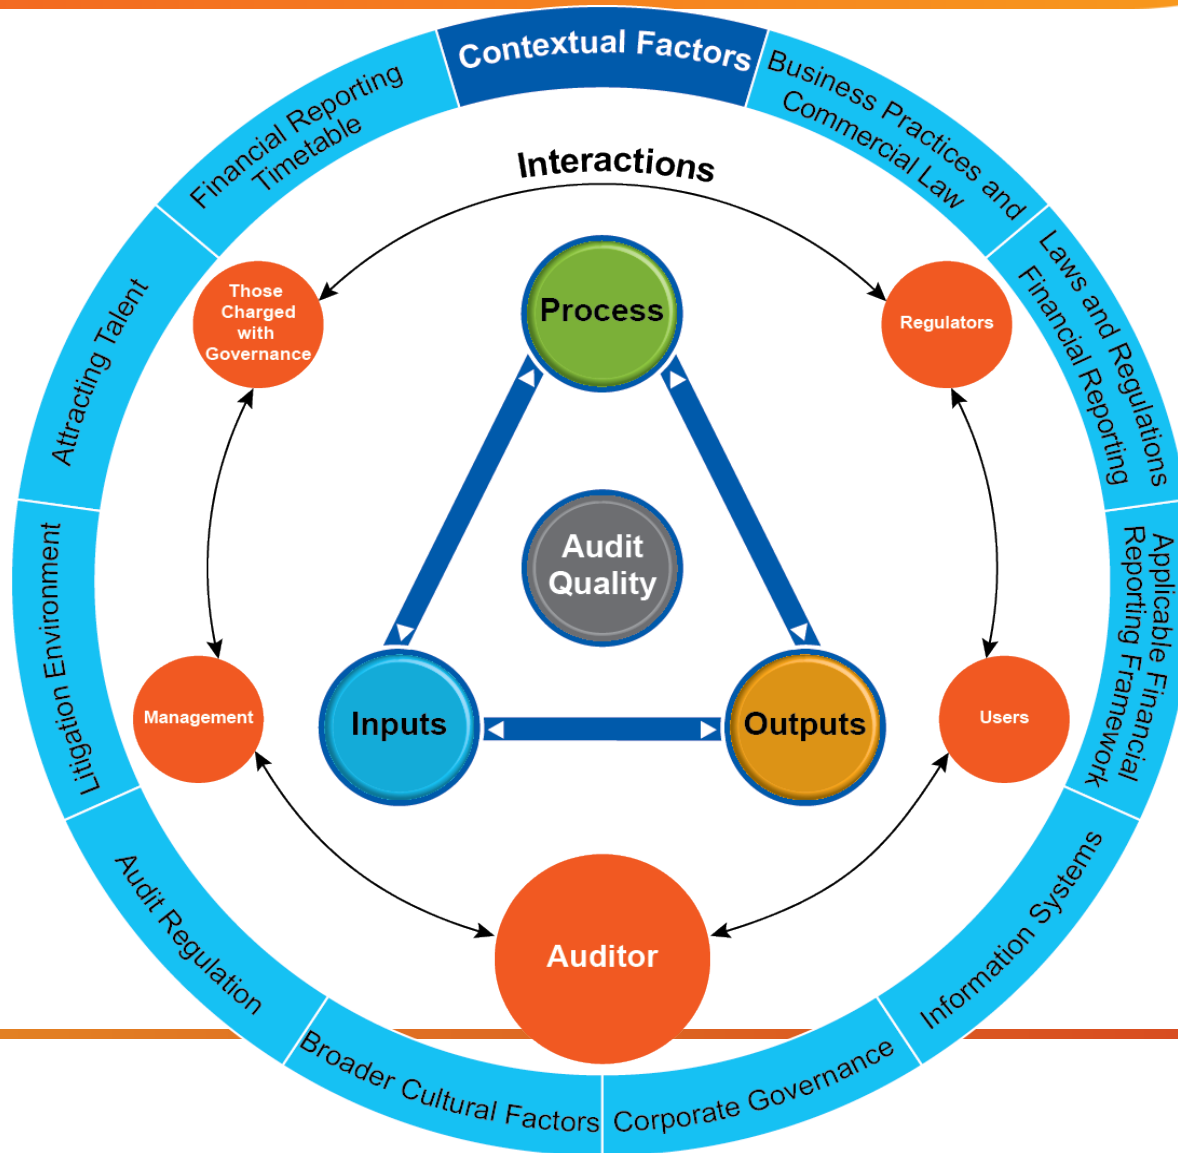 Contextual Factors
Business Practices and
Commercial Law
Laws and Regulations
Financial Reporting
Applicable Financial
Reporting Framework
Information Systems
Corporate Governance
Broader Cultural Factors
Audit Regulation
Litigation Environment
Attracting Talent
Financial Reporting
Timetable
Interactions
Those
Charged
with
Governance
Regulators
Management
Users
Auditor
Process
Audit
Quality
Inputs
Outputs